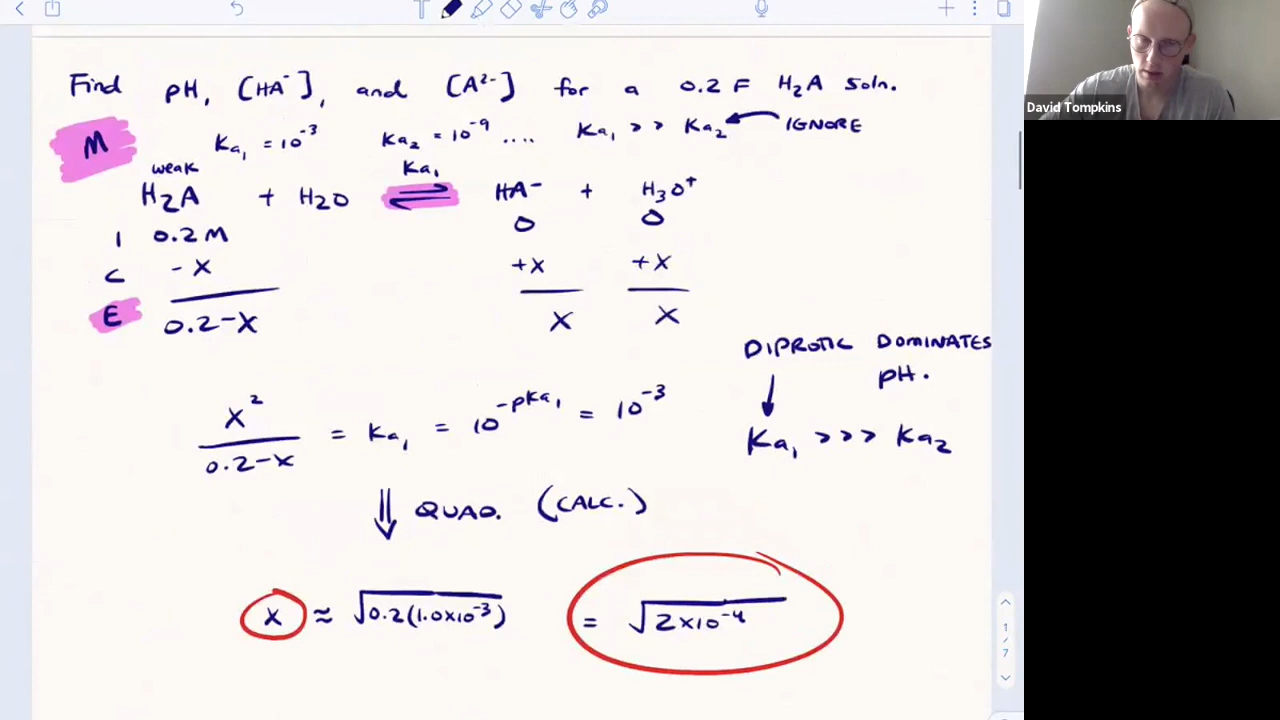 Find pH, [HA⁻], and [A²⁻] for a 0.2 F H₂A soln.
M Ka₁ = 10⁻³ Ka₂ = 10⁻⁹ .... Ka₁ >> Ka₂ ← IGNORE
weak Ka₁
H₂A + H₂O ⇌ HA⁻ + H₃O⁺
I 0.2 M 0 0
C -x +x +x
E 0.2-x x x
DIPROTIC DOMINATES
pH.
x² / 0.2-x = Ka₁ = 10^-pKa₁ = 10⁻³
↓
Ka₁ >>> Ka₂
⇓ QUAD. (CALC.)
x ≈ √0.2(1.0x10⁻³) = √2x10⁻⁴
David Tompkins
1
/
7